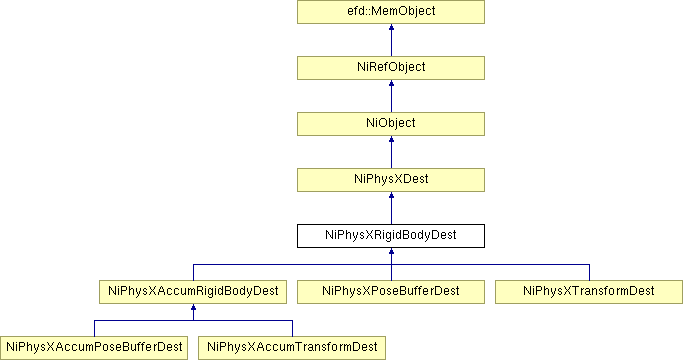 efd::MemObject
NiRefObject
NiObject
NiPhysXDest
NiPhysXRigidBodyDest
NiPhysXAccumRigidBodyDest
NiPhysXPoseBufferDest
NiPhysXTransformDest
NiPhysXAccumPoseBufferDest
NiPhysXAccumTransformDest